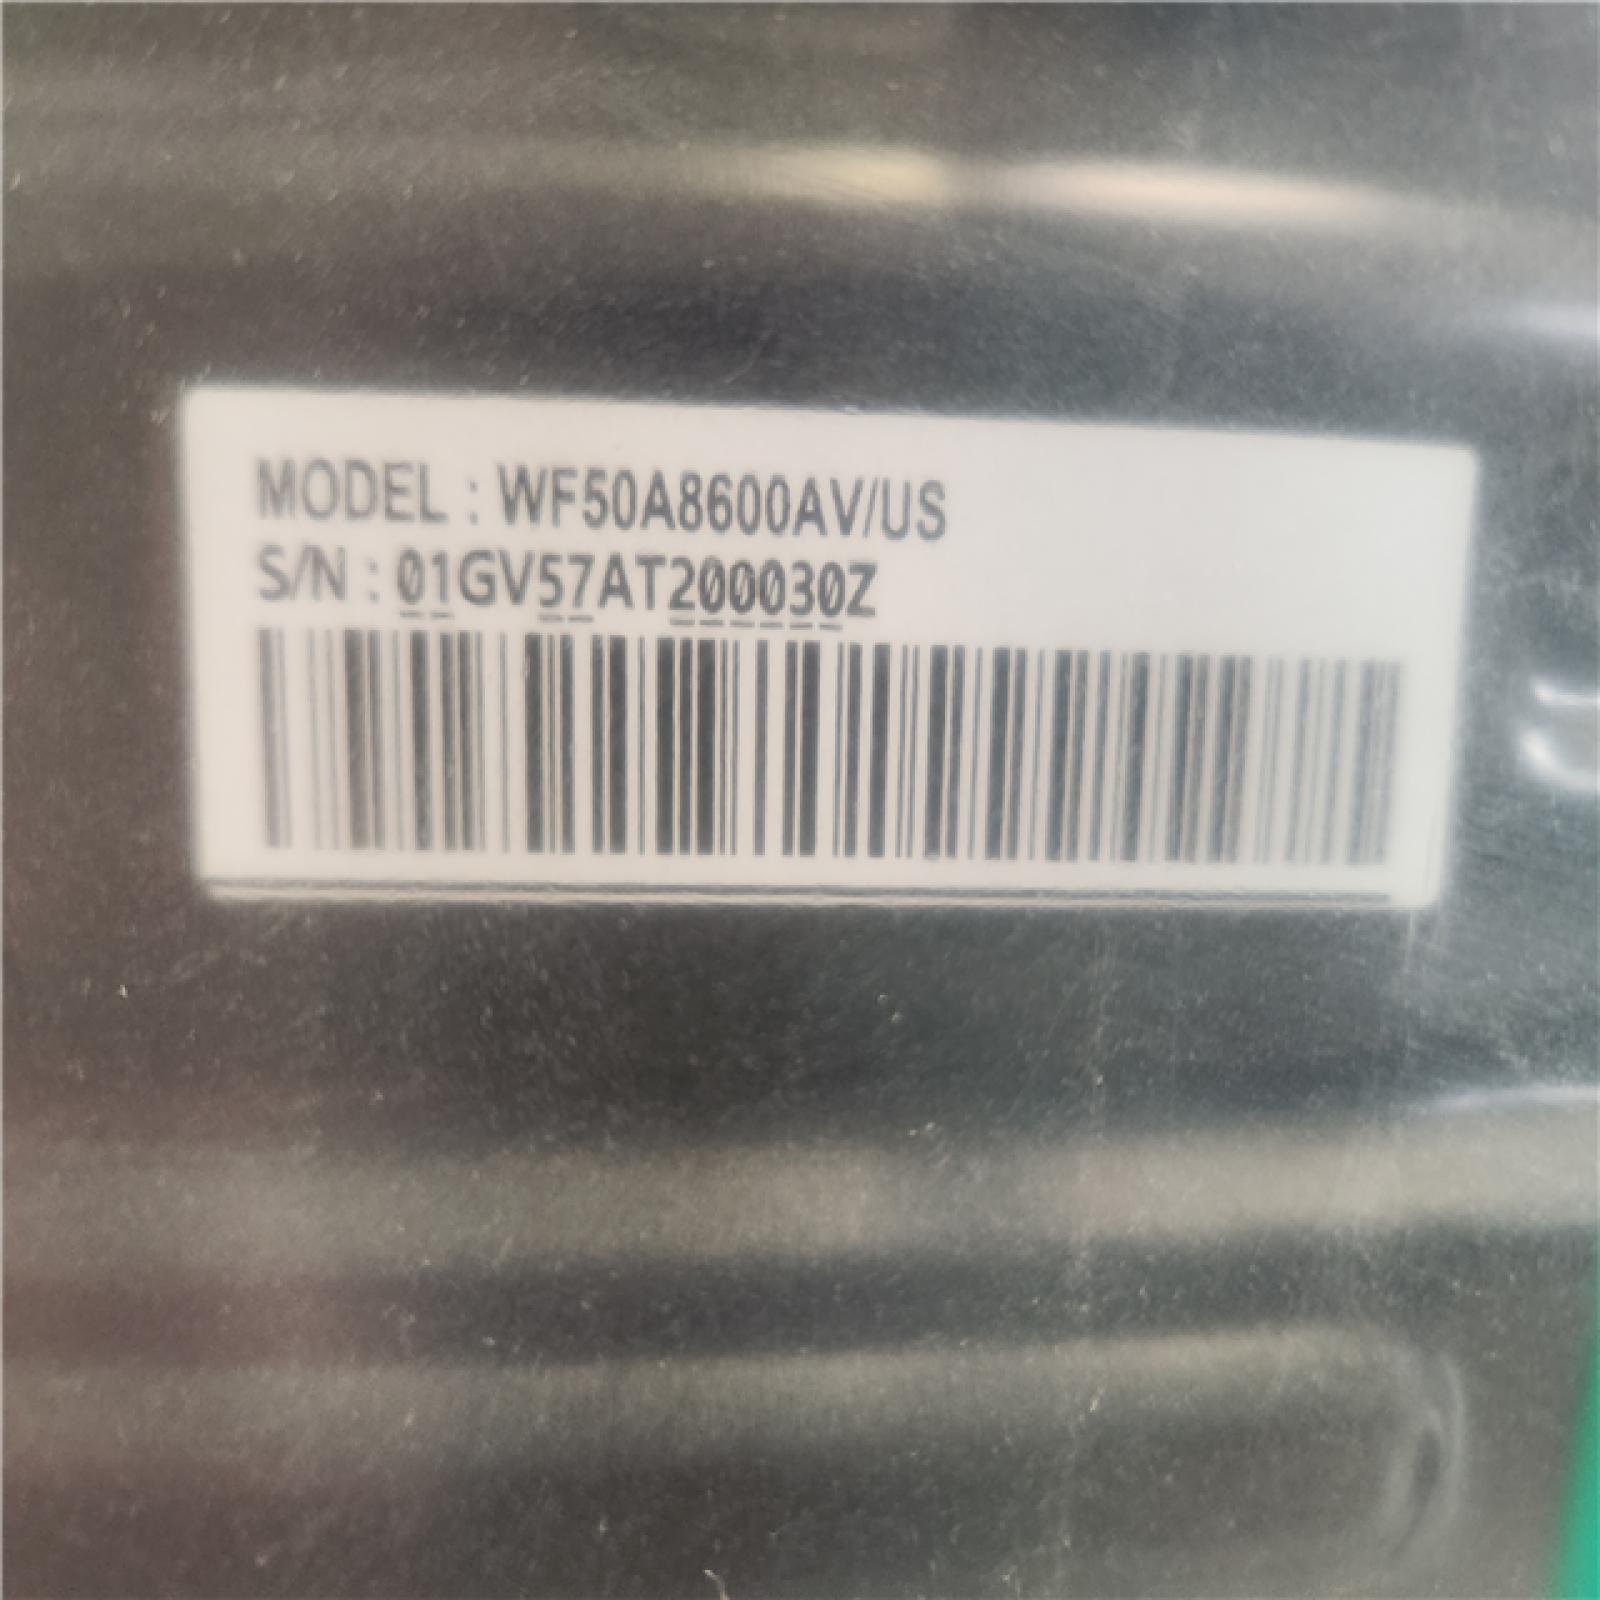 MODEL : WF50A8600AV/US
S/N : 01GV57AT200030Z